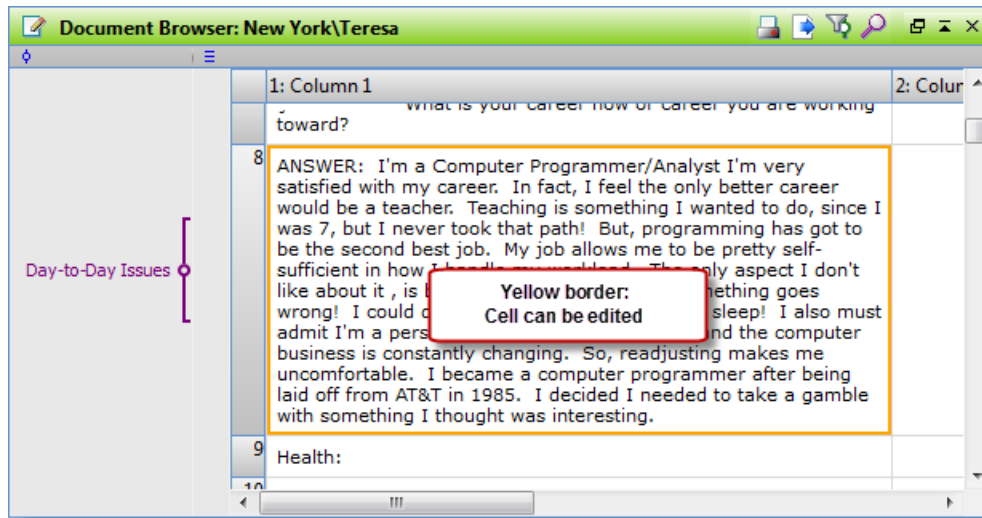 Document Browser: New York\Teresa
1: Column 1
2: Colur
What is your career now or career you are working
toward?
8
ANSWER: I'm a Computer Programmer/Analyst I'm very
satisfied with my career. In fact, I feel the only better career
would be a teacher. Teaching is something I wanted to do, since I
was 7, but I never took that path! But, programming has got to
be the second best job. My job allows me to be pretty self-
Day-to-Day Issues
sufficient in how I handle my workload. The only aspect I don't
like about it , is
Yellow border:
Cell can be edited
wrong! I could sleep! I also must
admit I'm a and the computer
business is constantly changing. So, readjusting makes me
uncomfortable. I became a computer programmer after being
laid off from AT&T in 1985. I decided I needed to take a gamble
with something I thought was interesting.
9
Health:
10